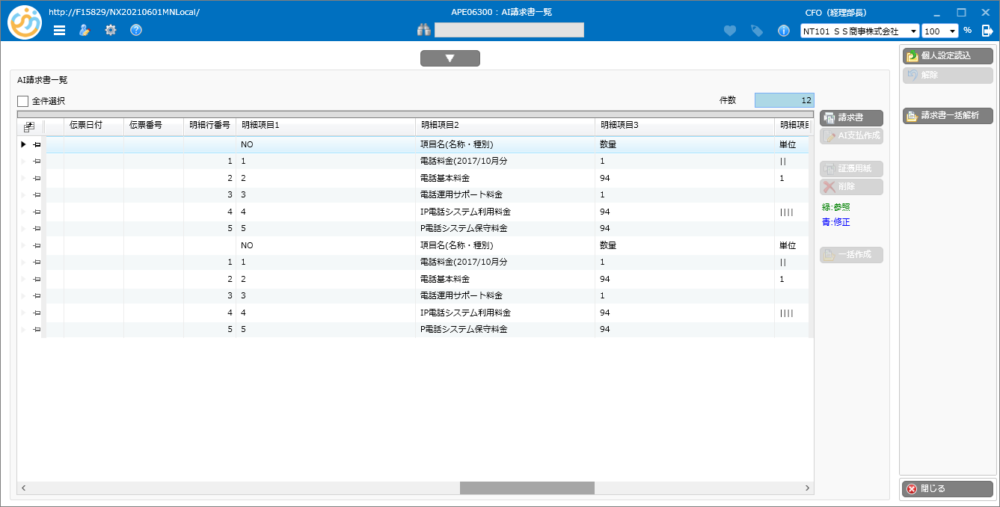 http://F15829/NX20210601MNLocal/
APE06300：AI請求書一覧
CFO（経理部長）
NT101 ＳＳ商事株式会社
100
%
AI請求書一覧
全件選択
件数 12
伝票日付 伝票番号 明細行番号 明細項目1 明細項目2 明細項目3 明細項目
NO 項目名(名称・種別) 数量 単位
1 1 電話料金(2017/10月分 1 ||
2 2 電話基本料金 94 1
3 3 電話運用サポート料金 1
4 4 IP電話システム利用料金 94 ||||
5 5 P電話システム保守料金 94
NO 項目名(名称・種別) 数量 単位
1 1 電話料金(2017/10月分 1 ||
2 2 電話基本料金 94 1
3 3 電話運用サポート料金 1
4 4 IP電話システム利用料金 94 ||||
5 5 P電話システム保守料金 94
請求書
AI支払作成
証憑用紙
削除
緑:参照
青:修正
一括作成
個人設定読込
解除
請求書一括解析
閉じる